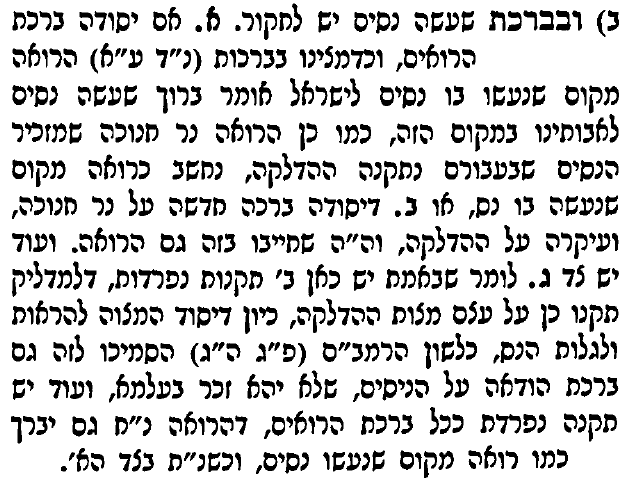 ב) ובברכת שעשה נסים יש לחקור. א. אם יסודה ברכת
הרואים, וכדמצינו בברכות (נ״ד ע״א) הרואה
מקום שנעשו בו נסים לישראל אומר ברוך שעשה נסים
לאבותינו במקום הזה, כמו כן הרואה נר חנוכה שמזכיר
הנסים שבעבורם נתקנה ההדלקה, נחשב כרואה מקום
שנעשה בו נס, או ב. דיסודה ברכה חדשה על נר חנוכה,
ועיקרה על ההדלקה, וה״ה שחייבו בזה גם הרואה. ועוד
יש צד ג. לומר שבאמת יש כאן ב׳ תקנות נפרדות, דלמדליק
תקנו כן על עצם מצות ההדלקה, כיון דיסוד המצוה להראות
ולגלות הנס, כלשון הרמב״ם (פ״ג ה״ג) הסמיכו לזה גם
ברכת הודאה על הניסים, שלא יהא זכר בעלמא, ועוד יש
תקנה נפרדת ככל ברכת הרואים, דהרואה נ״ח גם יברך
כמו רואה מקום שנעשו נסים, וכשנ״ת בצד הא׳.